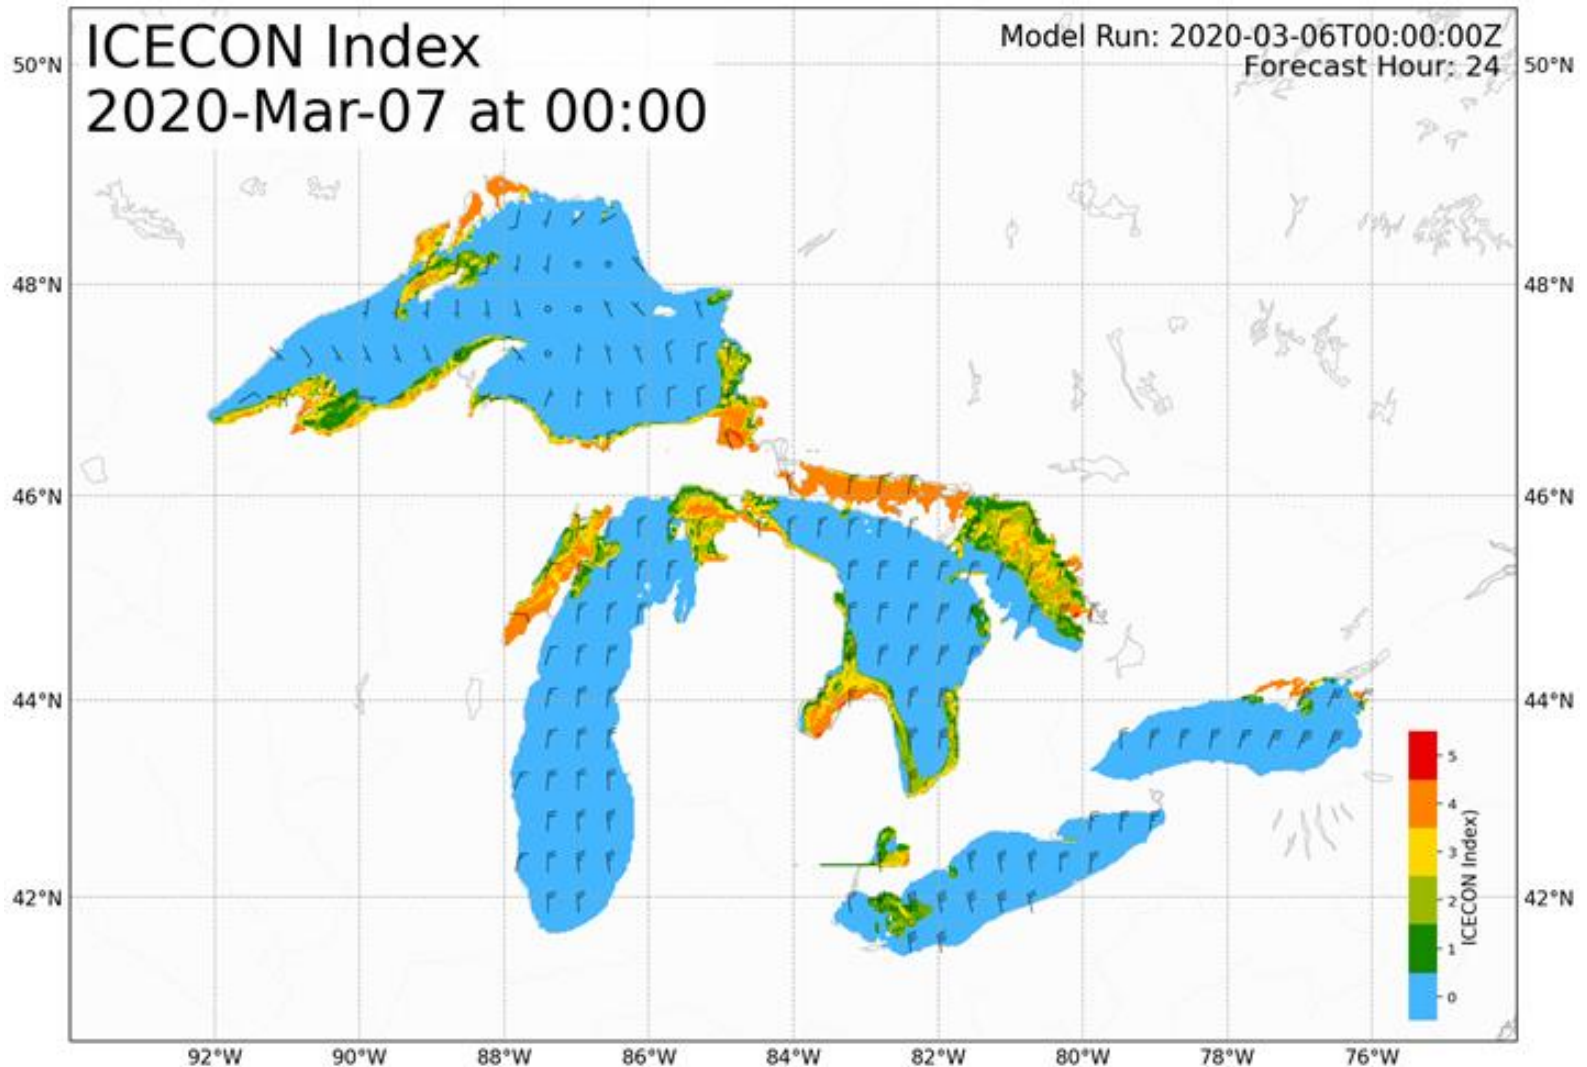 ICECON Index
2020-Mar-07 at 00:00
Model Run: 2020-03-06T00:00:00Z
Forecast Hour: 24
50°N
50°N
48°N
48°N
46°N
46°N
44°N
44°N
42°N
42°N
5
4
3
2
1
0
ICECON Index)
92°W
90°W
88°W
86°W
84°W
82°W
80°W
78°W
76°W